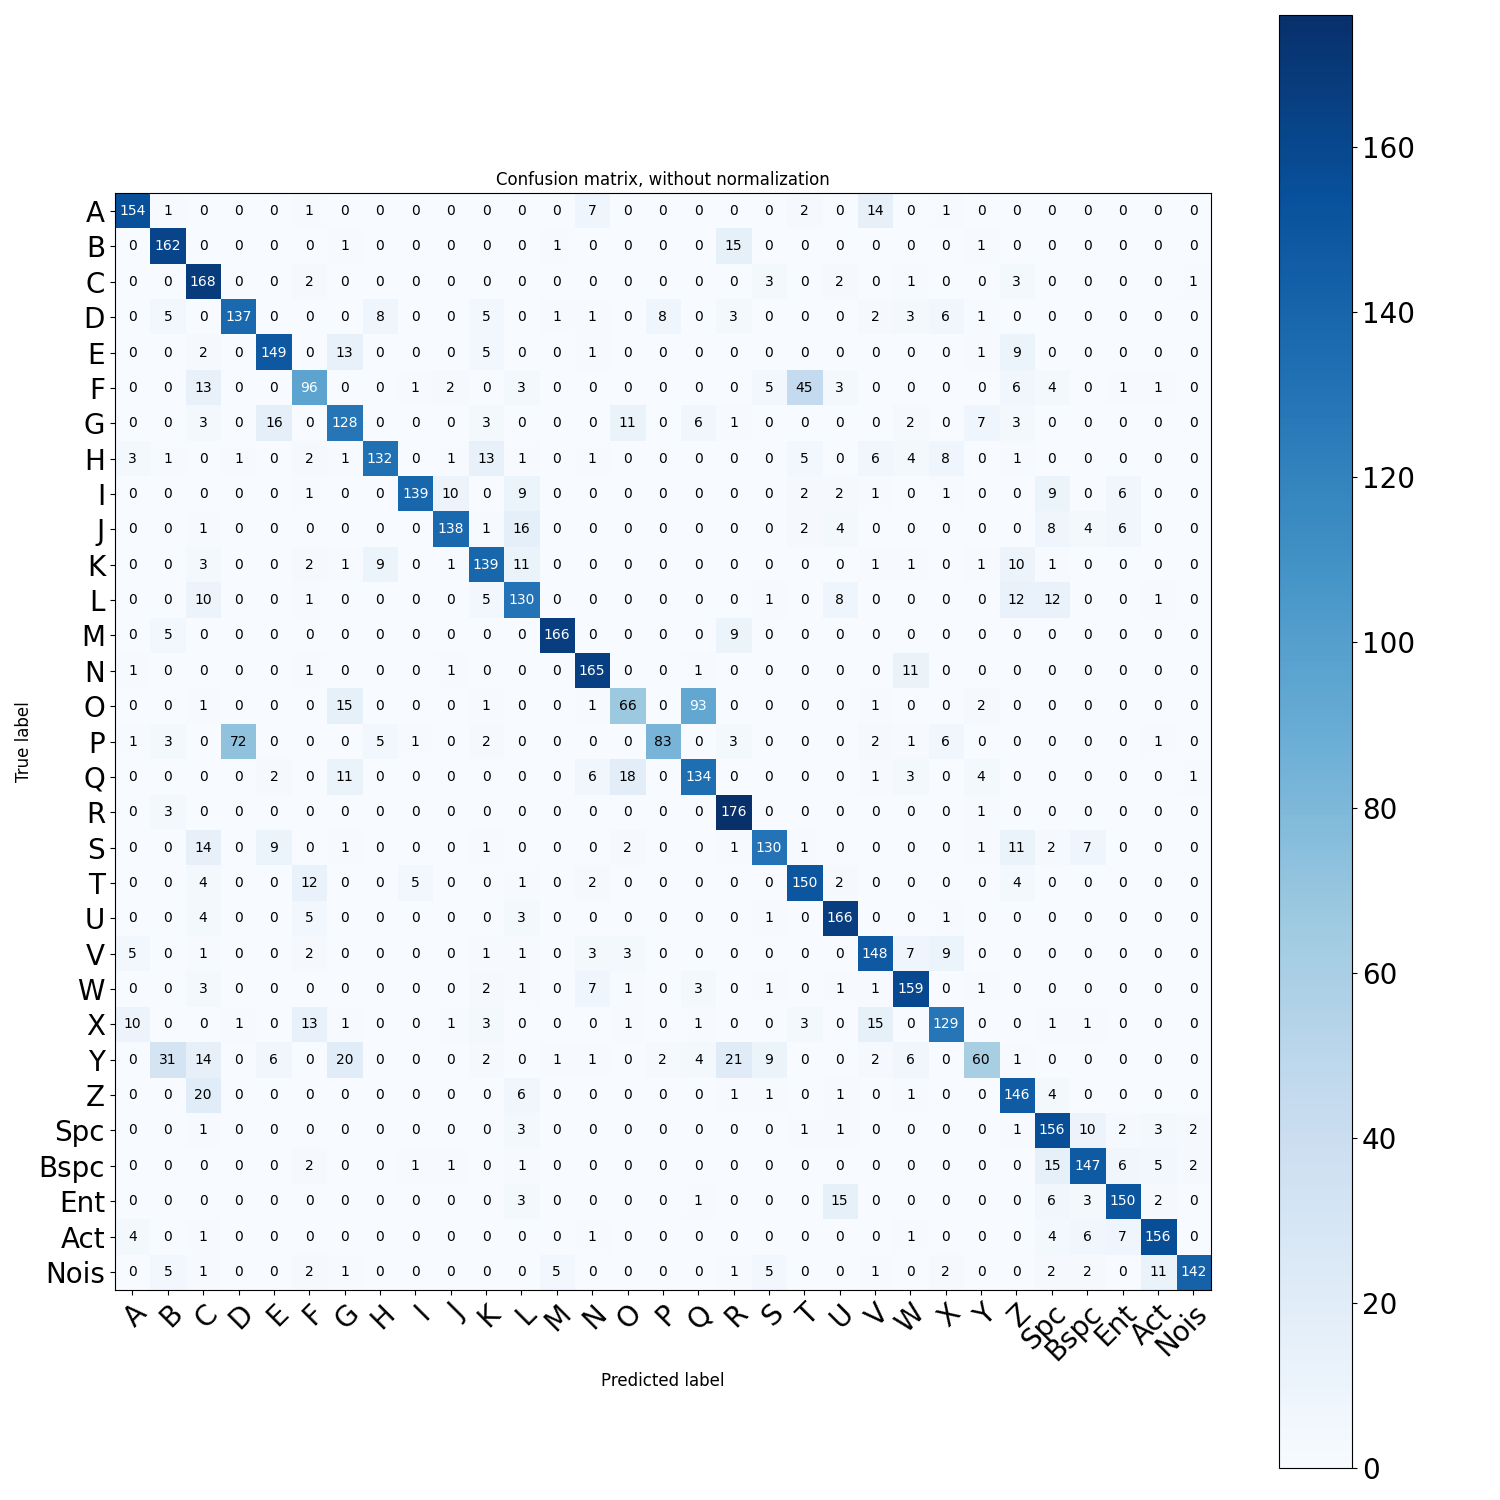 Confusion matrix, without normalization
A 154 1 0 0 0 1 0 0 0 0 0 0 0 7 0 0 0 0 0 2 0 14 0 1 0 0 0 0 0 0 0
B 0 162 0 0 0 0 1 0 0 0 0 0 1 0 0 0 0 15 0 0 0 0 0 0 1 0 0 0 0 0 0
C 0 0 168 0 0 2 0 0 0 0 0 0 0 0 0 0 0 0 3 0 2 0 1 0 0 3 0 0 0 0 1
D 0 5 0 137 0 0 0 8 0 0 5 0 1 1 0 8 0 3 0 0 0 2 3 6 1 0 0 0 0 0 0
E 0 0 2 0 149 0 13 0 0 0 5 0 0 1 0 0 0 0 0 0 0 0 0 0 1 9 0 0 0 0 0
F 0 0 13 0 0 96 0 0 1 2 0 3 0 0 0 0 0 0 5 45 3 0 0 0 0 6 4 0 1 1 0
G 0 0 3 0 16 0 128 0 0 0 3 0 0 0 11 0 6 1 0 0 0 0 2 0 7 3 0 0 0 0 0
H 3 1 0 1 0 2 1 132 0 1 13 1 0 1 0 0 0 0 0 5 0 6 4 8 0 1 0 0 0 0 0
I 0 0 0 0 0 1 0 0 139 10 0 9 0 0 0 0 0 0 0 2 2 1 0 1 0 0 9 0 6 0 0
J 0 0 1 0 0 0 0 0 0 138 1 16 0 0 0 0 0 0 0 2 4 0 0 0 0 0 8 4 6 0 0
K 0 0 3 0 0 2 1 9 0 1 139 11 0 0 0 0 0 0 0 0 0 1 1 0 1 10 1 0 0 0 0
L 0 0 10 0 0 1 0 0 0 0 5 130 0 0 0 0 0 0 1 0 8 0 0 0 0 12 12 0 0 1 0
M 0 5 0 0 0 0 0 0 0 0 0 0 166 0 0 0 0 9 0 0 0 0 0 0 0 0 0 0 0 0 0
N 1 0 0 0 0 1 0 0 0 1 0 0 0 165 0 0 1 0 0 0 0 0 11 0 0 0 0 0 0 0 0
O 0 0 1 0 0 0 15 0 0 0 1 0 0 1 66 0 93 0 0 0 0 1 0 0 2 0 0 0 0 0 0
P 1 3 0 72 0 0 0 5 1 0 2 0 0 0 0 83 0 3 0 0 0 2 1 6 0 0 0 0 0 1 0
Q 0 0 0 0 2 0 11 0 0 0 0 0 0 6 18 0 134 0 0 0 0 1 3 0 4 0 0 0 0 0 1
R 0 3 0 0 0 0 0 0 0 0 0 0 0 0 0 0 0 176 0 0 0 0 0 0 1 0 0 0 0 0 0
S 0 0 14 0 9 0 1 0 0 0 1 0 0 0 2 0 0 1 130 1 0 0 0 0 1 11 2 7 0 0 0
T 0 0 4 0 0 12 0 0 5 0 0 1 0 2 0 0 0 0 0 150 2 0 0 0 0 4 0 0 0 0 0
U 0 0 4 0 0 5 0 0 0 0 0 3 0 0 0 0 0 0 1 0 166 0 0 1 0 0 0 0 0 0 0
V 5 0 1 0 0 2 0 0 0 0 1 1 0 3 3 0 0 0 0 0 0 148 7 9 0 0 0 0 0 0 0
W 0 0 3 0 0 0 0 0 0 0 2 1 0 7 1 0 3 0 1 0 1 1 159 0 1 0 0 0 0 0 0
X 10 0 0 1 0 13 1 0 0 1 3 0 0 0 1 0 1 0 0 3 0 15 0 129 0 0 1 1 0 0 0
Y 0 31 14 0 6 0 20 0 0 0 2 0 1 1 0 2 4 21 9 0 0 2 6 0 60 1 0 0 0 0 0
Z 0 0 20 0 0 0 0 0 0 0 0 6 0 0 0 0 0 1 1 0 1 0 1 0 0 146 4 0 0 0 0
Spc 0 0 1 0 0 0 0 0 0 0 0 3 0 0 0 0 0 0 0 1 1 0 0 0 0 1 156 10 2 3 2
Bspc 0 0 0 0 0 2 0 0 1 1 0 1 0 0 0 0 0 0 0 0 0 0 0 0 0 0 15 147 6 5 2
Ent 0 0 0 0 0 0 0 0 0 0 0 3 0 0 0 0 1 0 0 0 15 0 0 0 0 0 6 3 150 2 0
Act 4 0 1 0 0 0 0 0 0 0 0 0 0 1 0 0 0 0 0 0 0 0 1 0 0 0 4 6 7 156 0
Nois 0 5 1 0 0 2 1 0 0 0 0 0 5 0 0 0 0 1 5 0 0 1 0 2 0 0 2 2 0 11 142
A B C D E F G H I J K L M N O P Q R S T U V W X Y Z Spc Bspc Ent Act Nois
Predicted label
True label
160
140
120
100
80
60
40
20
0